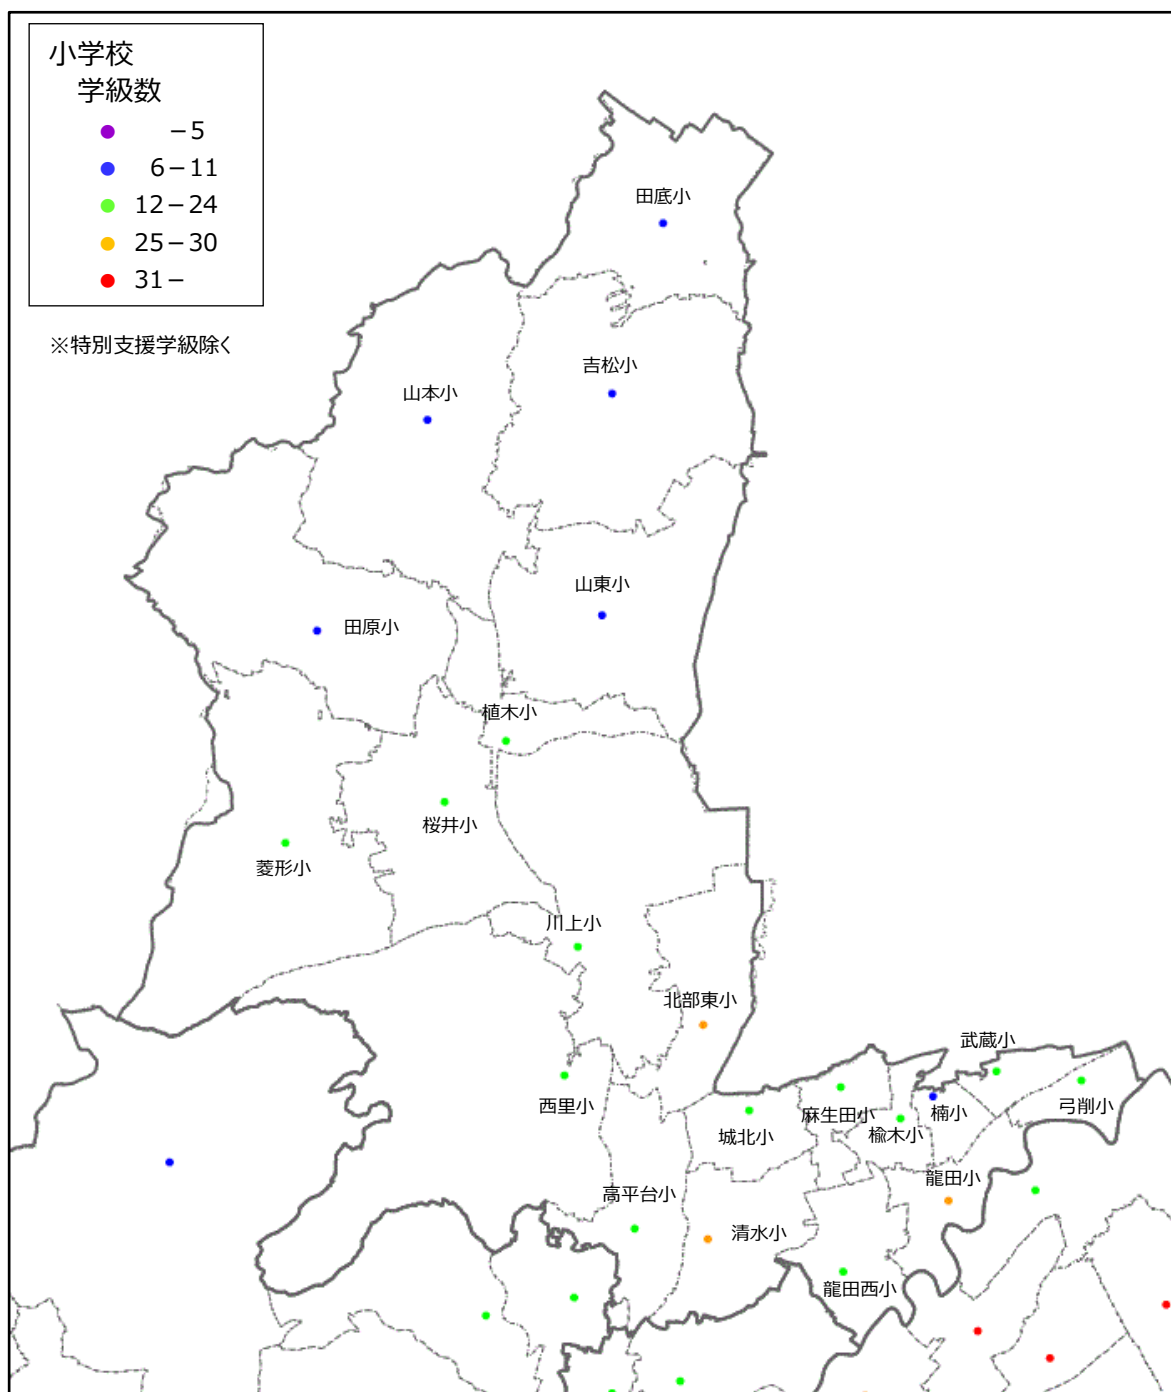 小学校
学級数
－5
6－11
12－24
25－30
31－
※特別支援学級除く
田底小
吉松小
山本小
山東小
田原小
植木小
桜井小
菱形小
川上小
北部東小
武蔵小
西里小
城北小
麻生田小
楡木小
楠小
弓削小
高平台小
龍田小
清水小
龍田西小